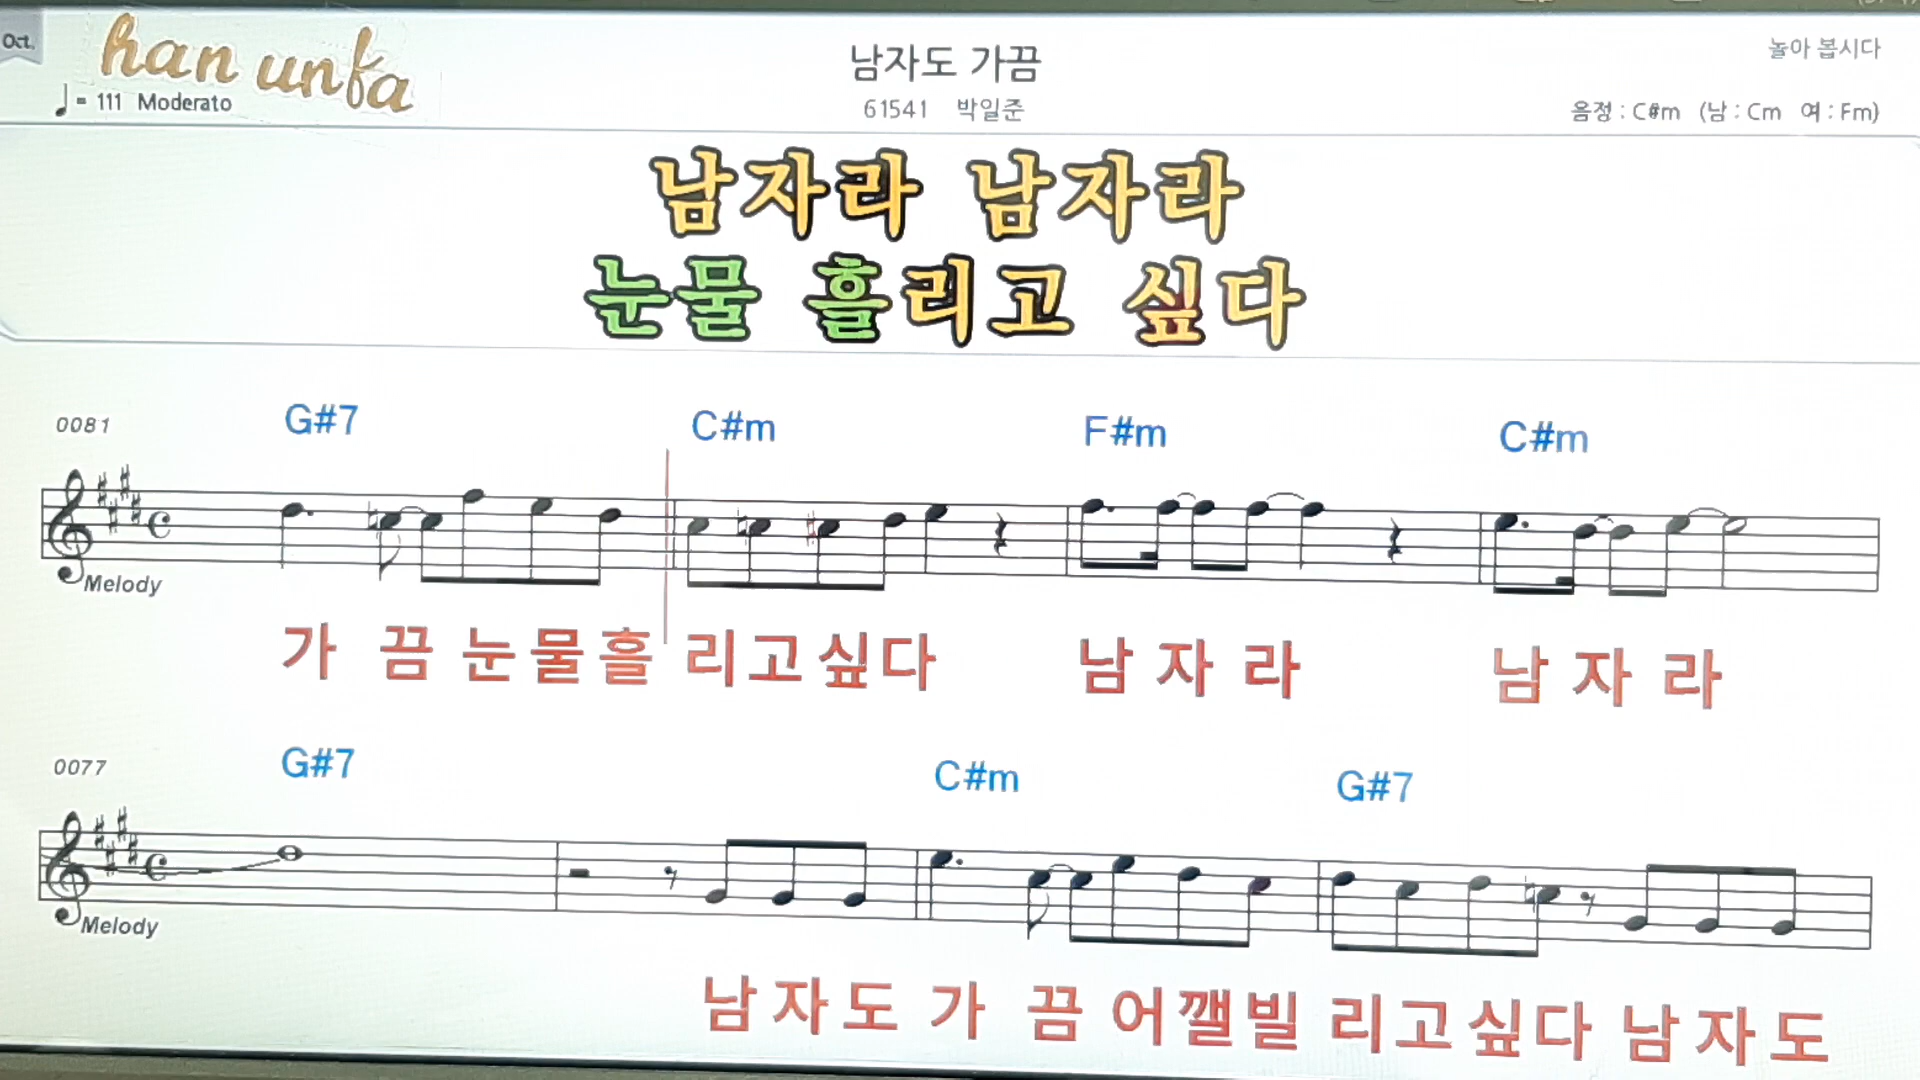 Oct.
han unfa
♩= 111 Moderato
남자도 가끔
61541 박일준
놀아 봅시다
음정 : C#m (남 : Cm 여 : Fm)
남자라 남자라
눈물 흘리고 싶다
0081
G#7 C#m F#m C#m
Melody
가 끔 눈물흘 리고싶다 남 자 라 남 자 라
0077
G#7 C#m G#7
Melody
남자도 가 끔 어깰빌 리고싶다 남자도